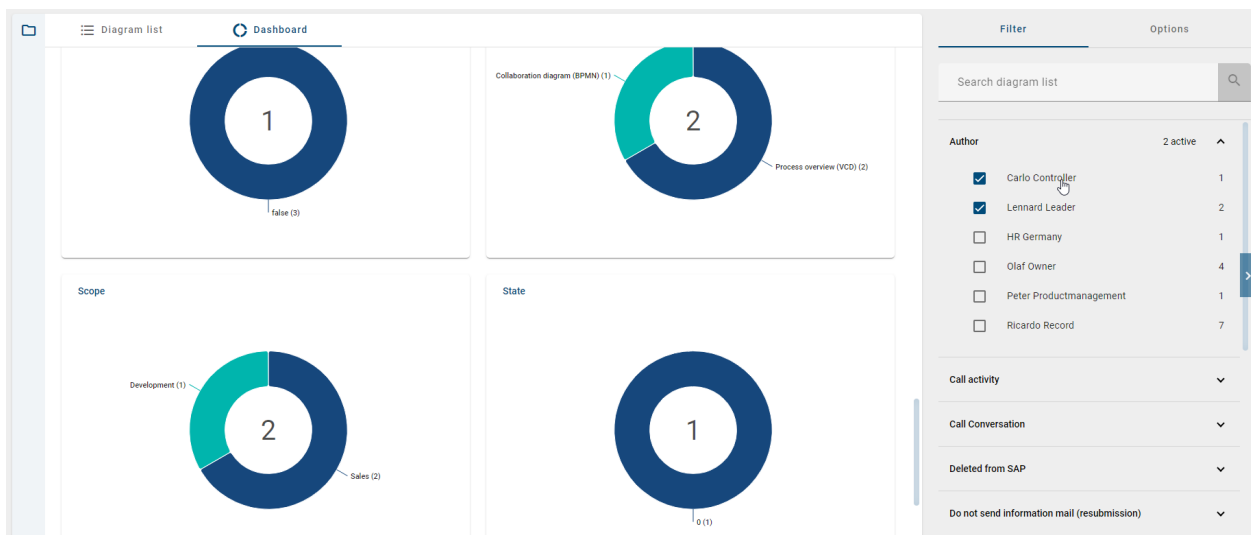 Diagram list
Dashboard
1
false (3)
Collaboration diagram (BPMN) (1)
2
Process overview (VCD) (2)
Scope
Development (1)
2
Sales (2)
State
1
0 (1)
Filter
Options
Search diagram list
Author 2 active
Carlo Controller 1
Lennard Leader 2
HR Germany 1
Olaf Owner 4
Peter Productmanagement 1
Ricardo Record 7
Call activity
Call Conversation
Deleted from SAP
Do not send information mail (resubmission)